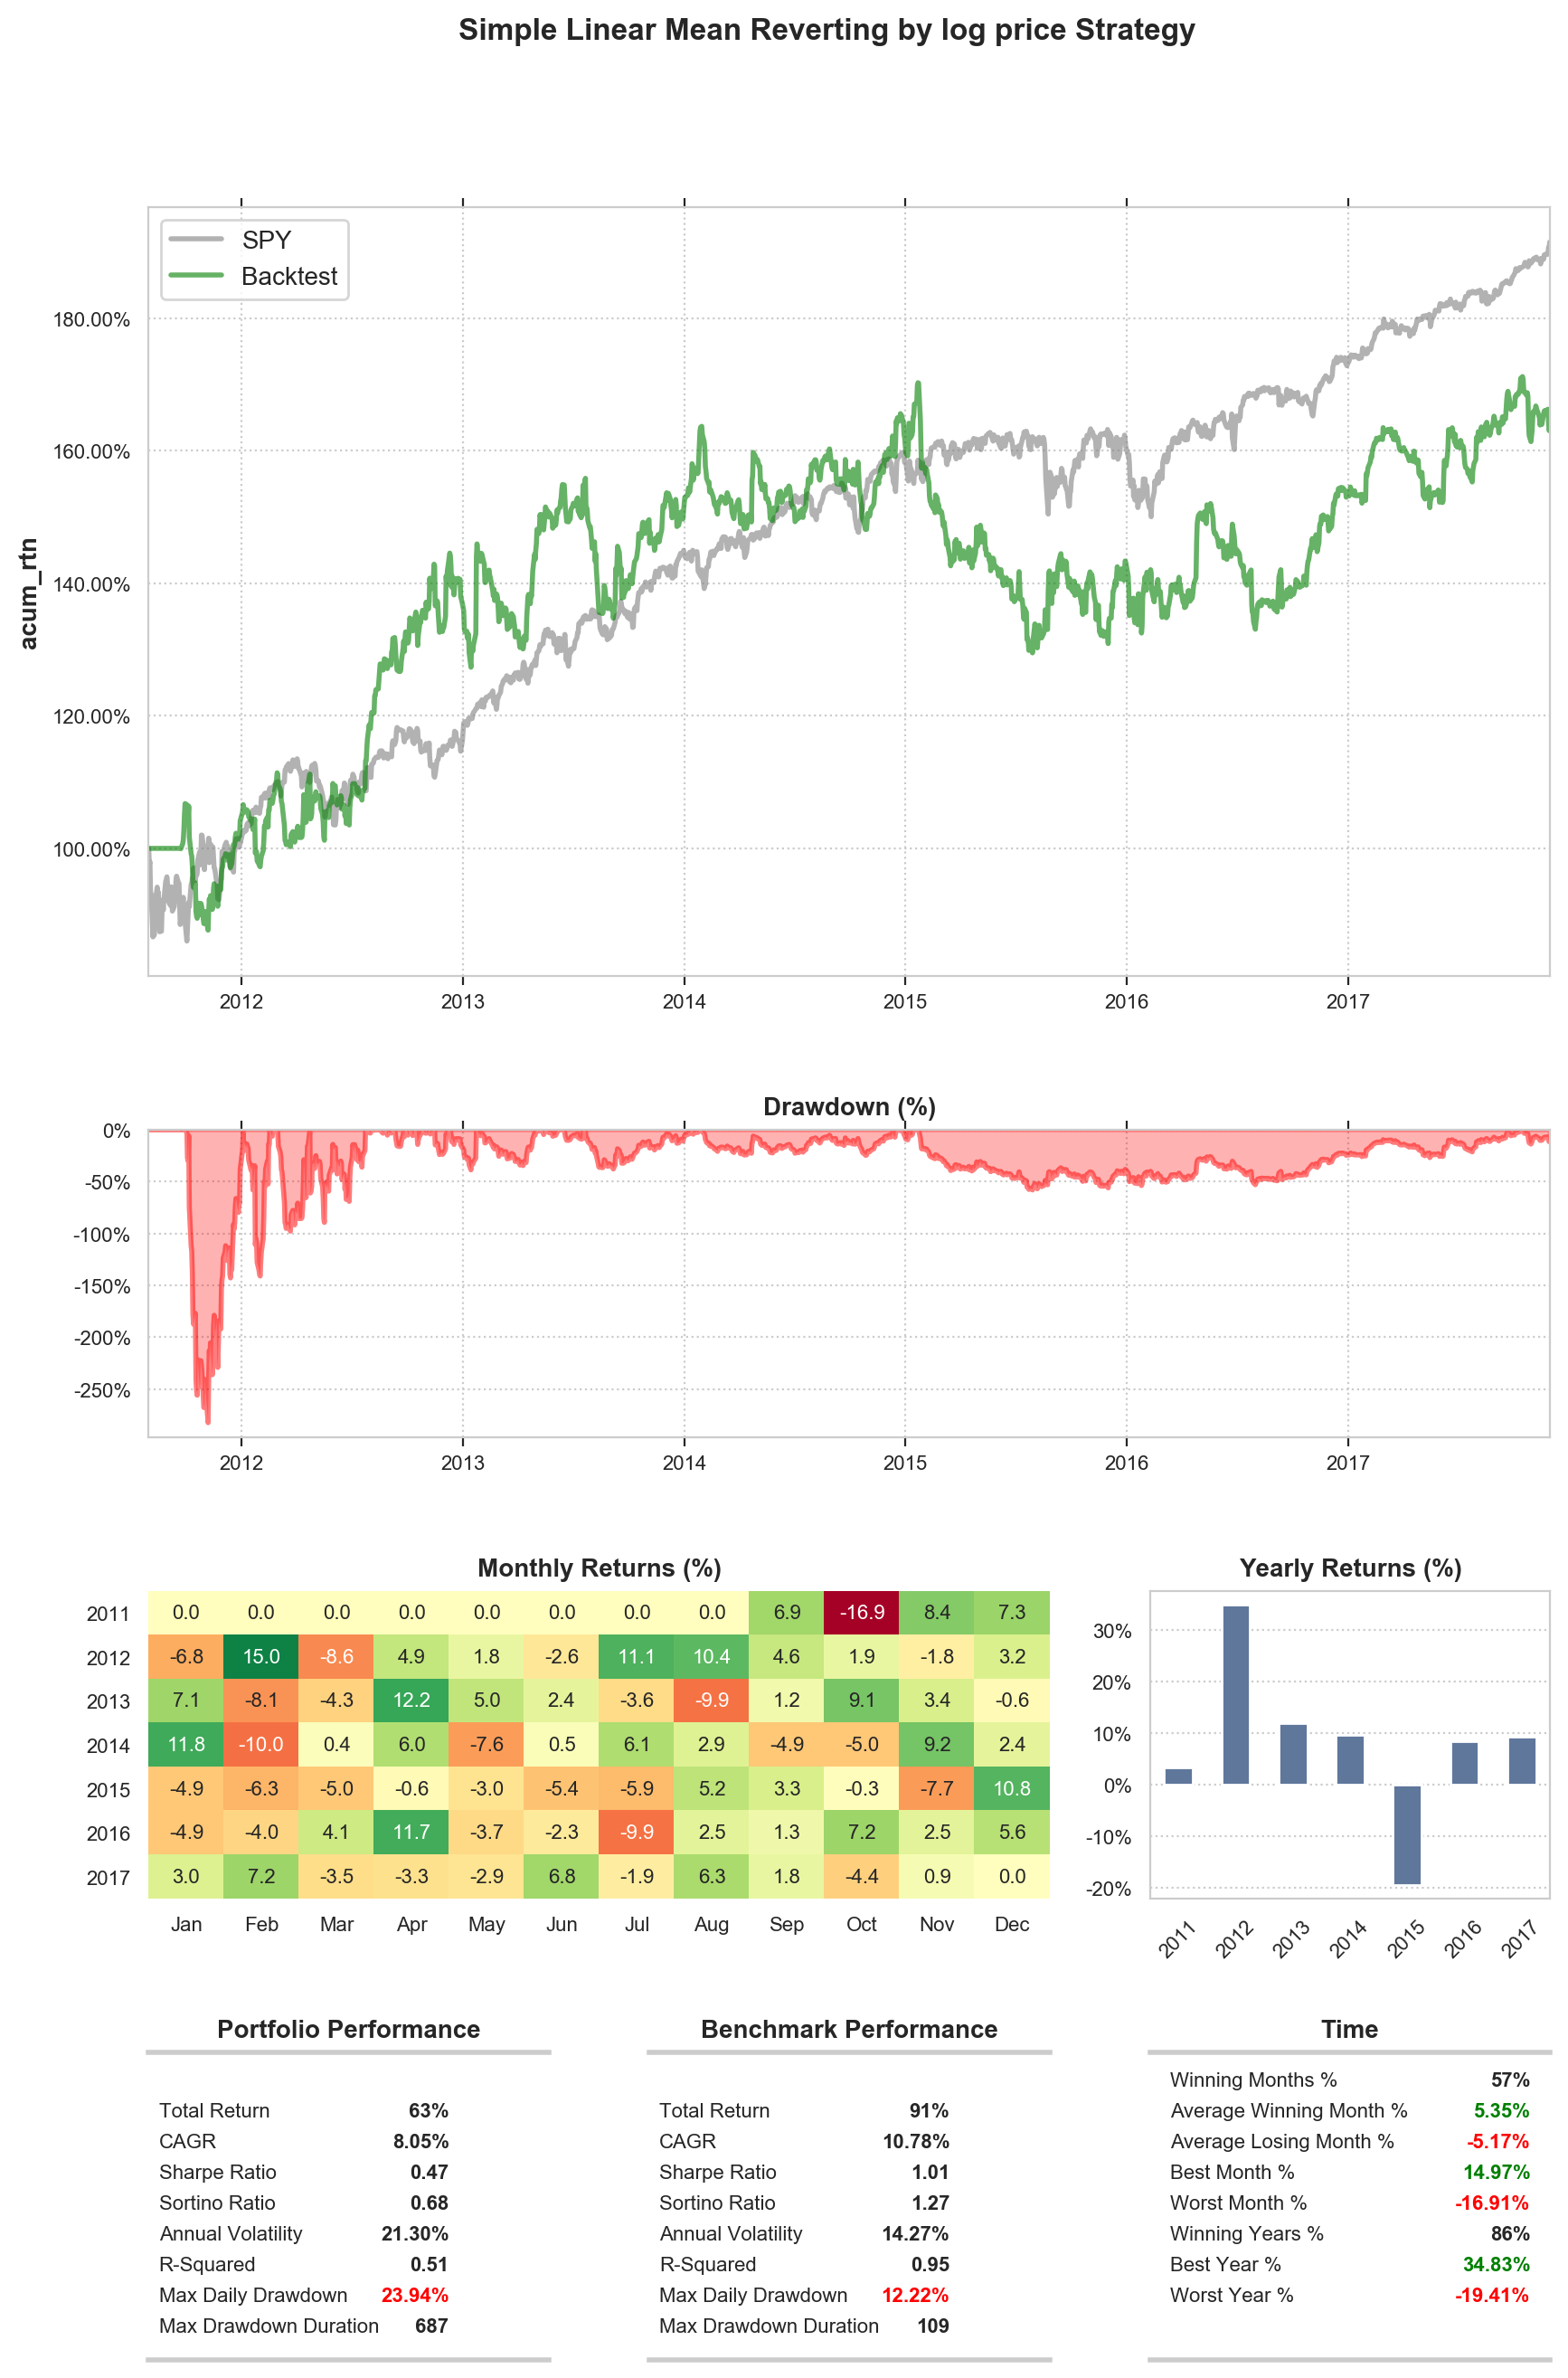 Simple Linear Mean Reverting by log price Strategy
SPY
Backtest
acum_rtn
180.00%
160.00%
140.00%
120.00%
100.00%
2012 2013 2014 2015 2016 2017
Drawdown (%)
0%
-50%
-100%
-150%
-200%
-250%
2012 2013 2014 2015 2016 2017
Monthly Returns (%)
2011 0.0 0.0 0.0 0.0 0.0 0.0 0.0 0.0 6.9 -16.9 8.4 7.3
2012 -6.8 15.0 -8.6 4.9 1.8 -2.6 11.1 10.4 4.6 1.9 -1.8 3.2
2013 7.1 -8.1 -4.3 12.2 5.0 2.4 -3.6 -9.9 1.2 9.1 3.4 -0.6
2014 11.8 -10.0 0.4 6.0 -7.6 0.5 6.1 2.9 -4.9 -5.0 9.2 2.4
2015 -4.9 -6.3 -5.0 -0.6 -3.0 -5.4 -5.9 5.2 3.3 -0.3 -7.7 10.8
2016 -4.9 -4.0 4.1 11.7 -3.7 -2.3 -9.9 2.5 1.3 7.2 2.5 5.6
2017 3.0 7.2 -3.5 -3.3 -2.9 6.8 -1.9 6.3 1.8 -4.4 0.9 0.0
Jan Feb Mar Apr May Jun Jul Aug Sep Oct Nov Dec
Yearly Returns (%)
30%
20%
10%
0%
-10%
-20%
2011 2012 2013 2014 2015 2016 2017
Portfolio Performance
Total Return 63%
CAGR 8.05%
Sharpe Ratio 0.47
Sortino Ratio 0.68
Annual Volatility 21.30%
R-Squared 0.51
Max Daily Drawdown 23.94%
Max Drawdown Duration 687
Benchmark Performance
Total Return 91%
CAGR 10.78%
Sharpe Ratio 1.01
Sortino Ratio 1.27
Annual Volatility 14.27%
R-Squared 0.95
Max Daily Drawdown 12.22%
Max Drawdown Duration 109
Time
Winning Months % 57%
Average Winning Month % 5.35%
Average Losing Month % -5.17%
Best Month % 14.97%
Worst Month % -16.91%
Winning Years % 86%
Best Year % 34.83%
Worst Year % -19.41%